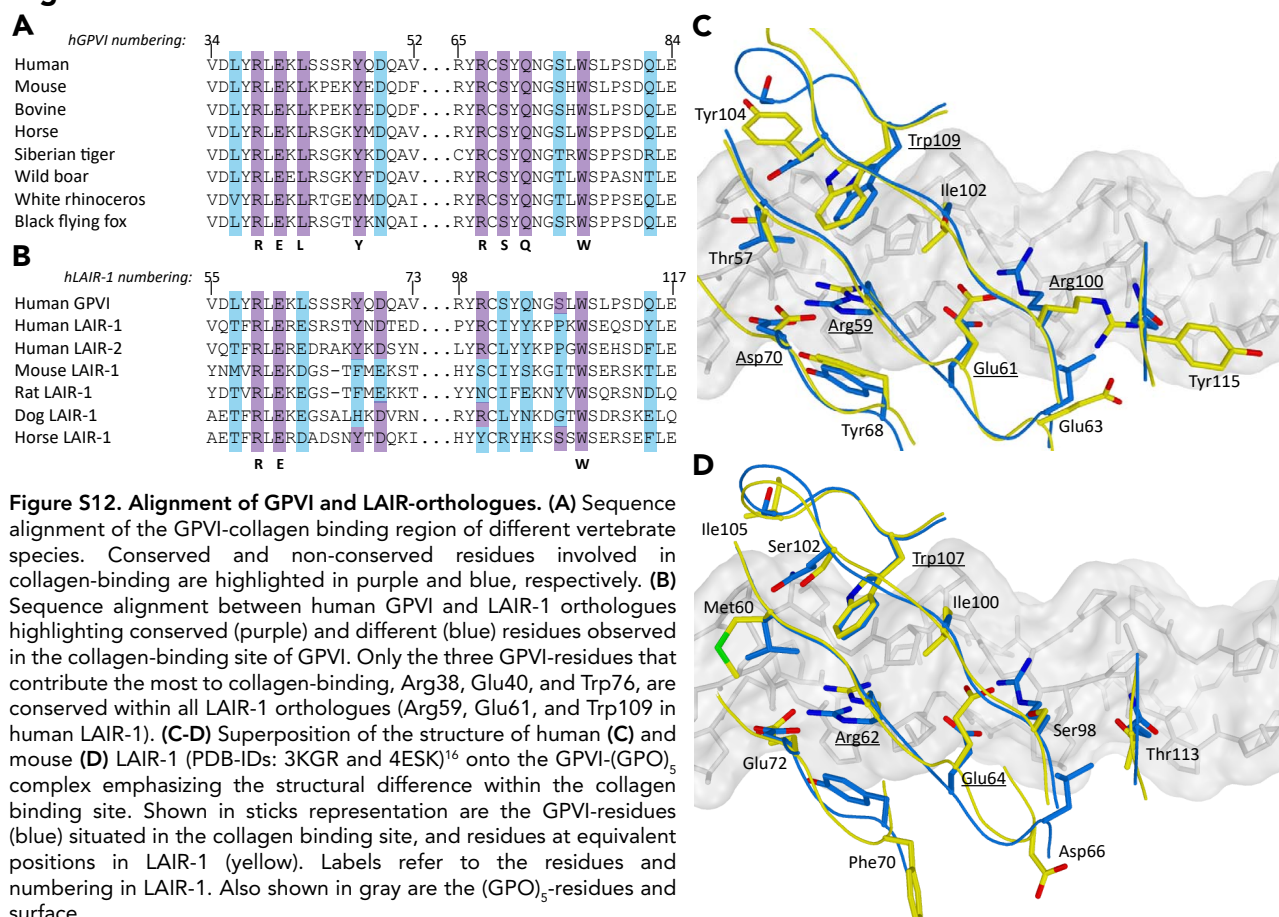 A
hGPVI numbering: 34 52 65 84
Human VDLYRLEKLSSSRYQDQAV...RYRCSYQNGSLWSLPSDQLE
Mouse VDLYRLEKLKPEKYEDQDF...RYRCSYQNGSHWSLPSDQLE
Bovine VDLYRLEKLKPEKYEDQDF...RYRCSYQNGSHWSLPSDQLE
Horse VDLYRLEKLRSGKYMDQAV...RYRCSYQNGSLWSLPSDQLE
Siberian tiger VDLYRLEKLRSGKYKDQAV...CYRCSYQNGTRWSPPSDRLE
Wild boar VDLYRLEELRSGKYFDQAV...RYRCSYQNGTLWSPASNTLE
White rhinoceros VDVYRLEKLRTGEYMDQAI...RYRCSYQNGTLWSPPSEQLE
Black flying fox VDLYRLEKLRSGTYKNQAI...RYRCSYQNGSRWSPPSDQLE
R E L Y R S Q W
B
hLAIR-1 numbering: 55 73 98 117
Human GPVI VDLYRLEKLSSSRYQDQAV...RYRCSYQNGSLWSLPSDQLE
Human LAIR-1 VQTFRLERESRSTYNDTED...PYRCIYYKPPKWSEQSDYLE
Human LAIR-2 VQTFRLEREDRAKYKDSYN...LYRCLYYKPPGWSEHSDFLE
Mouse LAIR-1 YNMVRLEKDGS-TFMEKST...HYSCIYSKGITWSERSKTLE
Rat LAIR-1 YDTVRLEKEGS-TFMEKKT...YYNCIFEKNYVWSQRSNDLQ
Dog LAIR-1 AETFRLEKEGSALHKDVRN...RYRCLYNKDGTWSDRSKELQ
Horse LAIR-1 AETFRLERDADSNYTDQKI...HYYCRYHKSSSWSERSEFLE
R E W
Figure S12. Alignment of GPVI and LAIR-orthologues. (A) Sequence
alignment of the GPVI-collagen binding region of different vertebrate
species. Conserved and non-conserved residues involved in
collagen-binding are highlighted in purple and blue, respectively. (B)
Sequence alignment between human GPVI and LAIR-1 orthologues
highlighting conserved (purple) and different (blue) residues observed
in the collagen-binding site of GPVI. Only the three GPVI-residues that
contribute the most to collagen-binding, Arg38, Glu40, and Trp76, are
conserved within all LAIR-1 orthologues (Arg59, Glu61, and Trp109 in
human LAIR-1). (C-D) Superposition of the structure of human (C) and
mouse (D) LAIR-1 (PDB-IDs: 3KGR and 4ESK)¹⁶ onto the GPVI-(GPO)₅
complex emphasizing the structural difference within the collagen
binding site. Shown in sticks representation are the GPVI-residues
(blue) situated in the collagen binding site, and residues at equivalent
positions in LAIR-1 (yellow). Labels refer to the residues and
numbering in LAIR-1. Also shown in gray are the (GPO)₅-residues and
surface
C
Tyr104
Trp109
Ile102
Thr57
Arg100
Arg59
Asp70
Glu61
Tyr115
Tyr68
Glu63
D
Ile105
Ser102
Trp107
Met60
Ile100
Arg62
Ser98
Glu72
Glu64
Thr113
Phe70
Asp66